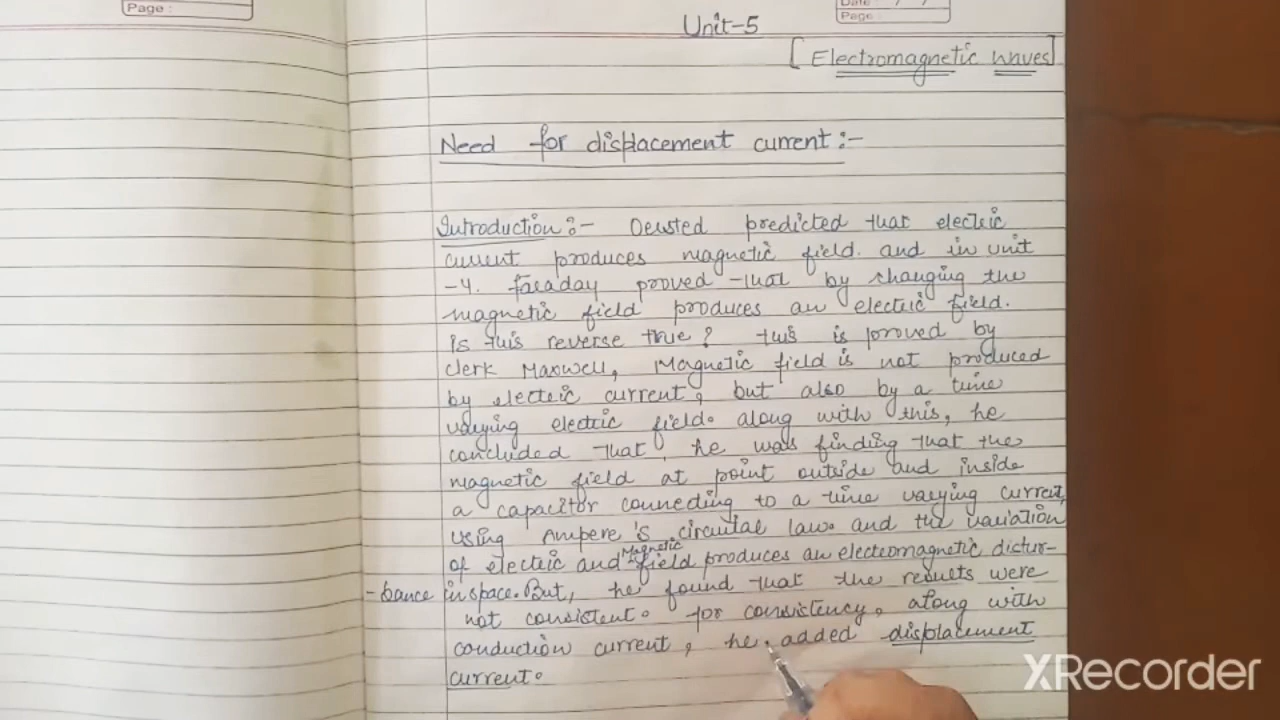 Page :
Date : / /
Page
Unit-5
[Electromagnetic Waves]
Need for displacement current:-
Introduction :- Oersted predicted that electric
current produces magnetic field. and in unit
-4. Faraday proved that by changing the
magnetic field produces an electric field.
Is this reverse true? This is proved by
Clerk Maxwell, Magnetic field is not produced
by electric current, but also by a time
varying electric field. along with this, he
concluded that, he was finding that the
magnetic field at point outside and inside
a capacitor connecting to a time varying current,
using Ampere's circuital law. and the variation
of electric and Magnetic field produces an electromagnetic distur-
-bance in space. But, he found that the results were
not consistent. for consistency, along with
conduction current, he added displacement
current.
XRecorder